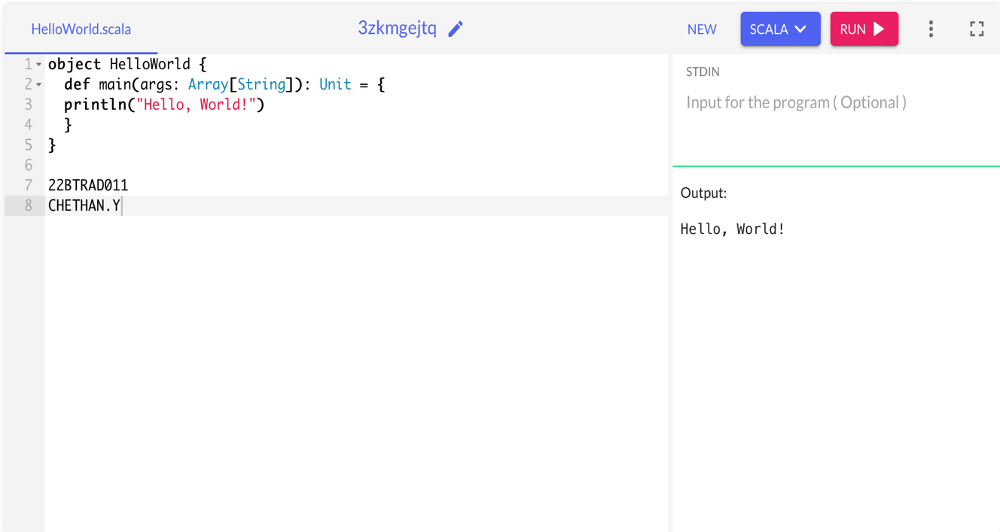 HelloWorld.scala
3zkmgejtq
NEW
SCALA
RUN
1 object HelloWorld {
2   def main(args: Array[String]): Unit = {
3   println("Hello, World!")
4   }
5 }
6
7 22BTRAD011
8 CHETHAN.Y
STDIN
Input for the program ( Optional )
Output:
Hello, World!